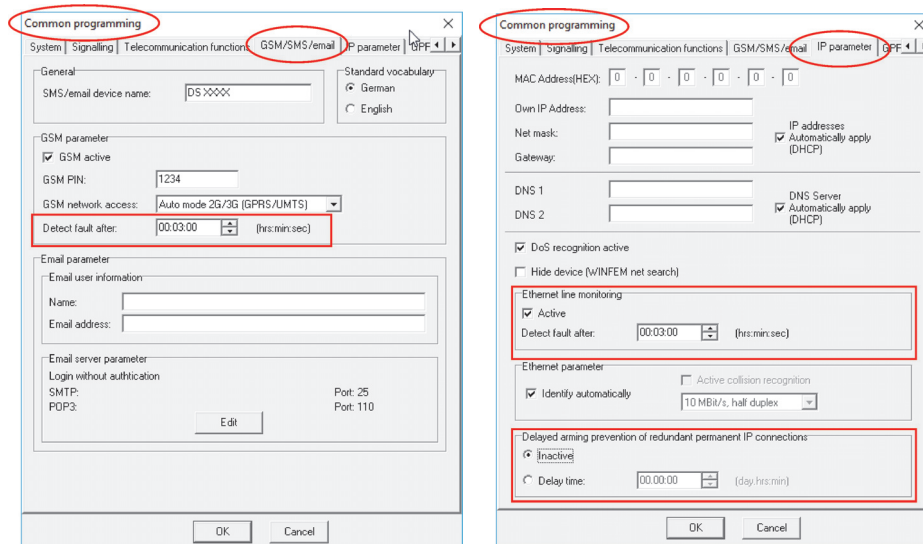 Common programming
System Signalling Telecommunication functions GSM/SMS/email IP parameter GPF
General
SMS/email device name: DS XXXX
Standard vocabulary
German
English
GSM parameter
GSM active
GSM PIN: 1234
GSM network access: Auto mode 2G/3G (GPRS/UMTS)
Detect fault after: 00:03:00 (hrs:min:sec)
Email parameter
Email user information
Name:
Email address:
Email server parameter
Login without authtication
SMTP: Port: 25
POP3: Port: 110
Edit
OK Cancel
Common programming
System Signalling Telecommunication functions GSM/SMS/email IP parameter GPF
MAC Address(HEX): 0 - 0 - 0 - 0 - 0 - 0
Own IP Address:
Net mask:
Gateway:
IP addresses
Automatically apply
(DHCP)
DNS 1
DNS 2
DNS Server
Automatically apply
(DHCP)
DoS recognition active
Hide device (WINFEM net search)
Ethernet line monitoring
Active
Detect fault after: 00:03:00 (hrs:min:sec)
Ethernet parameter
Identify automatically
Active collision recognition
10 MBit/s, half duplex
Delayed arming prevention of redundant permanent IP connections
Inactive
Delay time: 00.00:00 (day.hrs:min)
OK Cancel